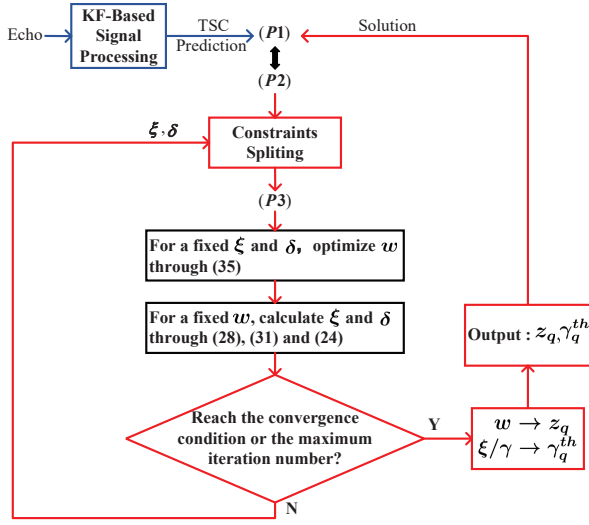 Echo
KF-Based
Signal
Processing
TSC
Prediction
(P1)
Solution
(P2)
ξ, δ
Constraints
Spliting
(P3)
For a fixed ξ and δ, optimize w
through (35)
For a fixed w, calculate ξ and δ
through (28), (31) and (24)
Output : z_q, γ_q^{th}
Reach the convergence
condition or the maximum
iteration number?
Y
w → z_q
ξ/γ → γ_q^{th}
N